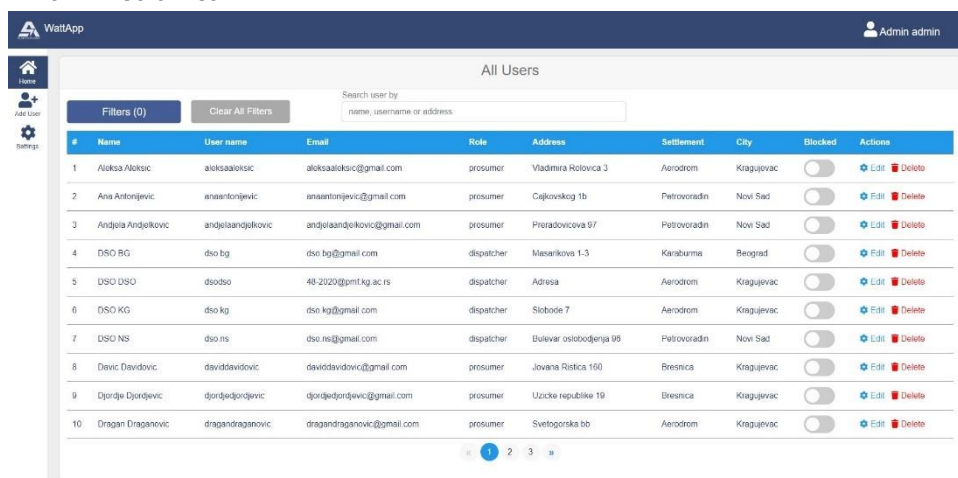 WattApp Admin admin
Home
Add User
Settings
All Users
Search user by
Filters (0) Clear All Filters name, username or address
# Name User name Email Role Address Settlement City Blocked Actions
1 Aleksa Aleksic aleksaaleksic aleksaaleksic@gmail.com prosumer Vladimira Rolovica 3 Aerodrom Kragujevac Edit Delete
2 Ana Antonijevic anaantonijevic anaantonijevic@gmail.com prosumer Cajkovskog 1b Petrovoradin Novi Sad Edit Delete
3 Andjela Andjelkovic andjelaandjelkovic andjelaandjelkovic@gmail.com prosumer Preradoviceva 97 Petrovoradin Novi Sad Edit Delete
4 DSO BG dso.bg dso.bg@gmail.com dispatcher Masarikova 1-3 Karaburma Beograd Edit Delete
5 DSO DSO dsodso 48-2020@pmf.kg.ac.rs dispatcher Adresa Aerodrom Kragujevac Edit Delete
6 DSO KG dso.kg dso.kg@gmail.com dispatcher Slobode 7 Aerodrom Kragujevac Edit Delete
7 DSO NS dso.ns dso.ns@gmail.com dispatcher Bulevar oslobodjenja 96 Petrovoradin Novi Sad Edit Delete
8 Davic Davidovic daviddavidovic daviddavidovic@gmail.com prosumer Jovana Ristica 160 Bresnica Kragujevac Edit Delete
9 Djordje Djordjevic djordjedjordjevic djordjedjordjevic@gmail.com prosumer Uzicke republike 19 Bresnica Kragujevac Edit Delete
10 Dragan Draganovic dragandraganovic dragandraganovic@gmail.com prosumer Svetogorska bb Aerodrom Kragujevac Edit Delete
« 1 2 3 »